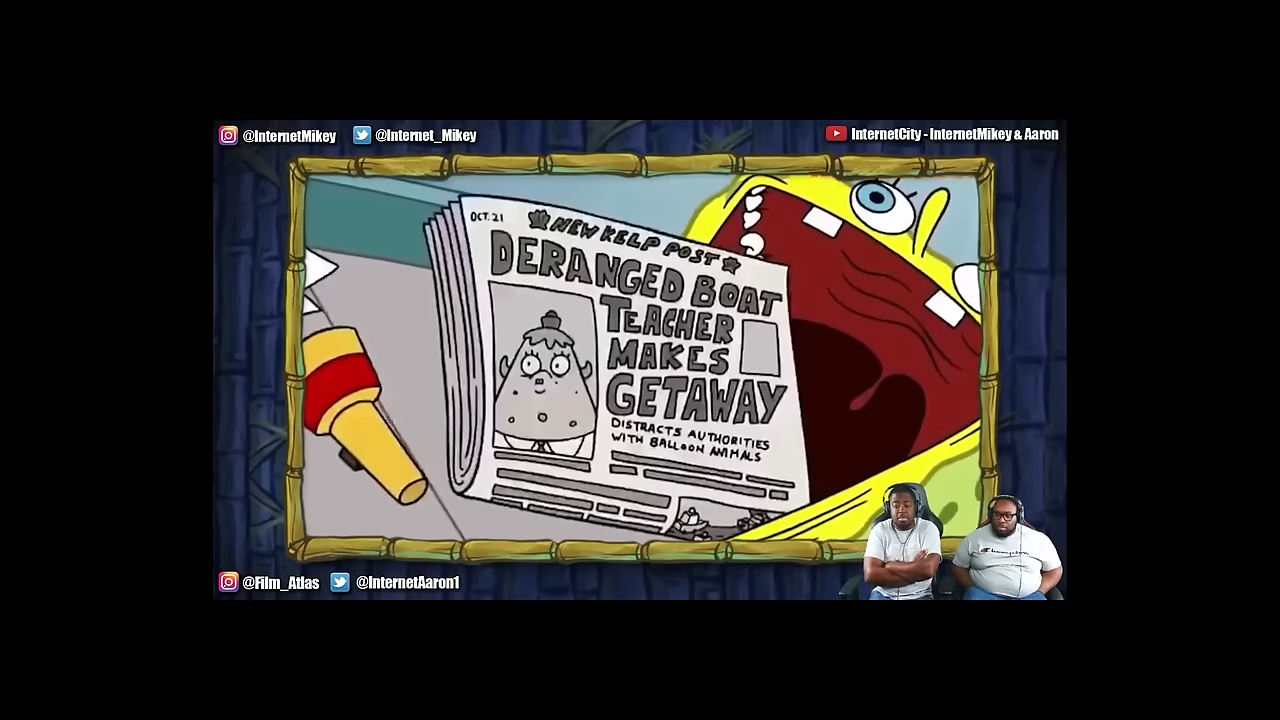 @InternetMikey @Internet_Mikey
InternetCity - InternetMikey & Aaron
OCT. 21
NEW KELP POST
DERANGED BOAT
TEACHER
MAKES
GETAWAY
DISTRACTS AUTHORITIES
WITH BALLOON ANIMALS
Champion
@Film_Atlas @InternetAaron1